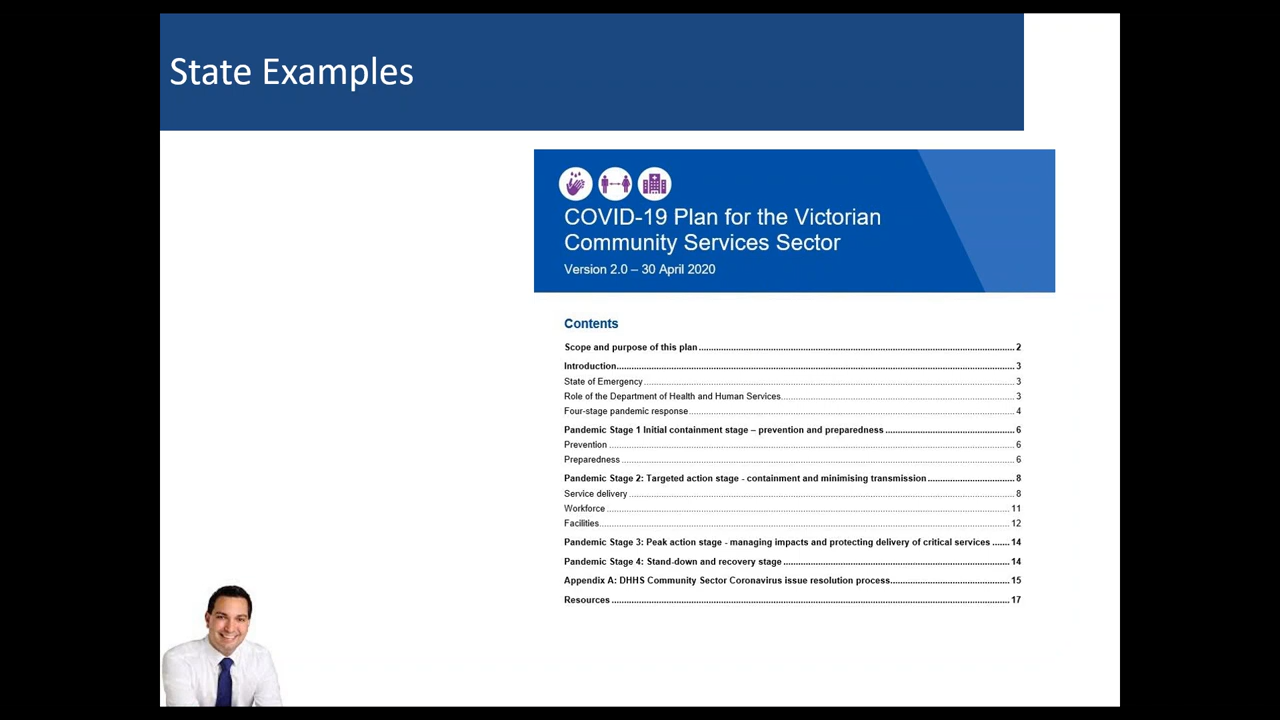 State Examples
COVID-19 Plan for the Victorian
Community Services Sector
Version 2.0 – 30 April 2020
Contents
Scope and purpose of this plan 2
Introduction 3
State of Emergency 3
Role of the Department of Health and Human Services 3
Four-stage pandemic response 4
Pandemic Stage 1 Initial containment stage – prevention and preparedness 6
Prevention 6
Preparedness 6
Pandemic Stage 2: Targeted action stage - containment and minimising transmission 8
Service delivery 8
Workforce 11
Facilities 12
Pandemic Stage 3: Peak action stage - managing impacts and protecting delivery of critical services 14
Pandemic Stage 4: Stand-down and recovery stage 14
Appendix A: DHHS Community Sector Coronavirus issue resolution process 15
Resources 17